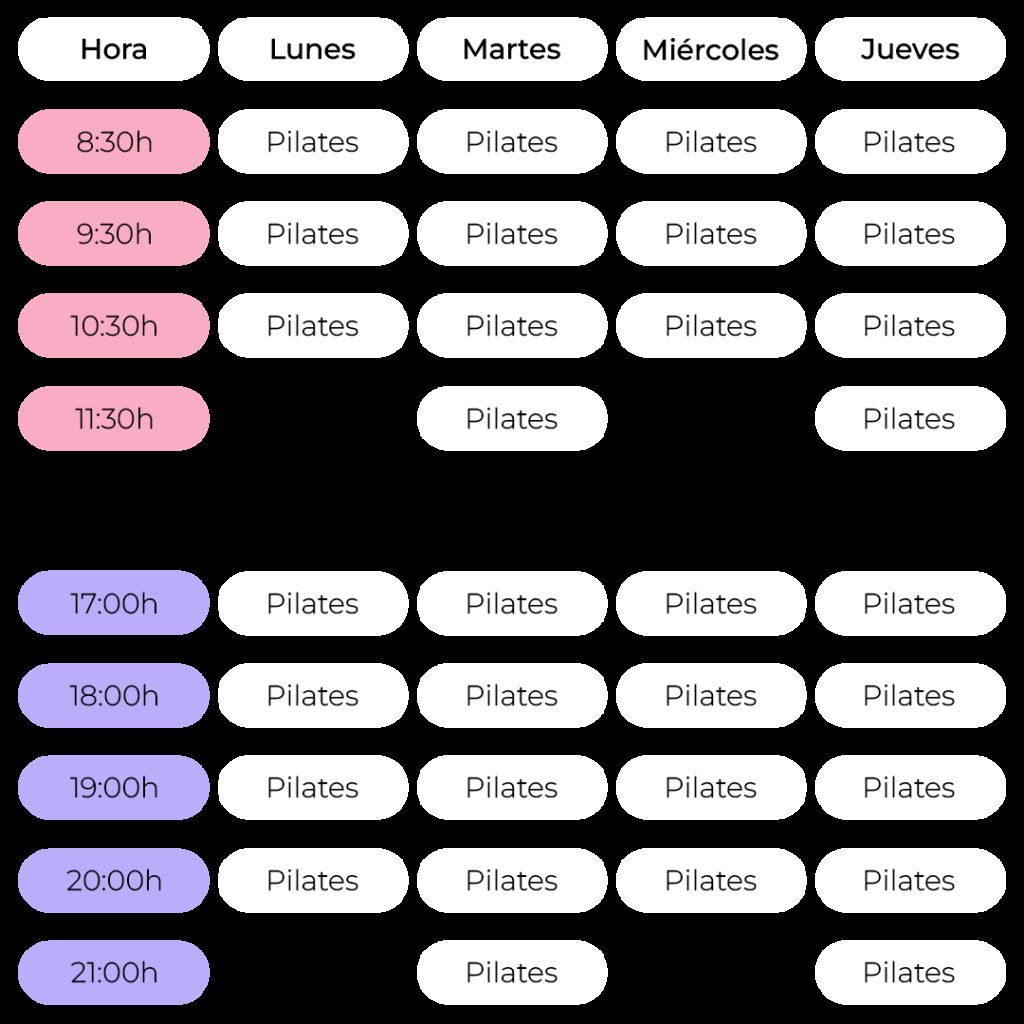 Hora Lunes Martes Miércoles Jueves
8:30h Pilates Pilates Pilates Pilates
9:30h Pilates Pilates Pilates Pilates
10:30h Pilates Pilates Pilates Pilates
11:30h Pilates Pilates
17:00h Pilates Pilates Pilates Pilates
18:00h Pilates Pilates Pilates Pilates
19:00h Pilates Pilates Pilates Pilates
20:00h Pilates Pilates Pilates Pilates
21:00h Pilates Pilates